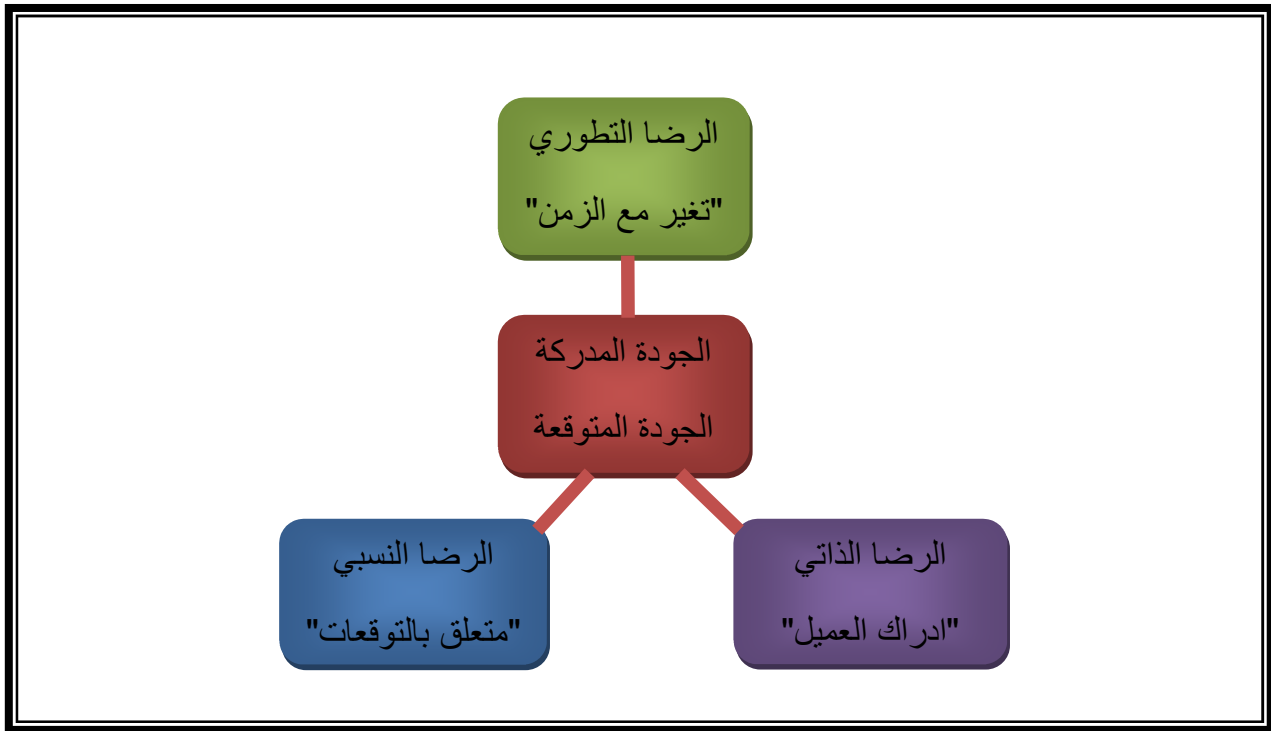 الرضا التطوري
"تغير مع الزمن"
الجودة المدركة
الجودة المتوقعة
الرضا الذاتي
"ادراك العميل"
الرضا النسبي
"متعلق بالتوقعات"